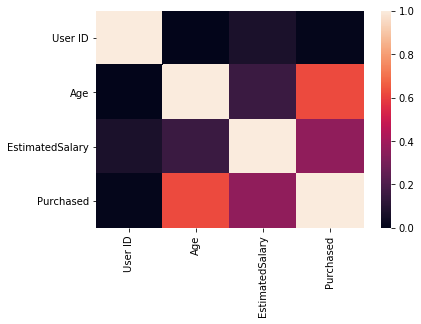 User ID
Age
EstimatedSalary
Purchased
User ID
Age
EstimatedSalary
Purchased
1.0
0.8
0.6
0.4
0.2
0.0